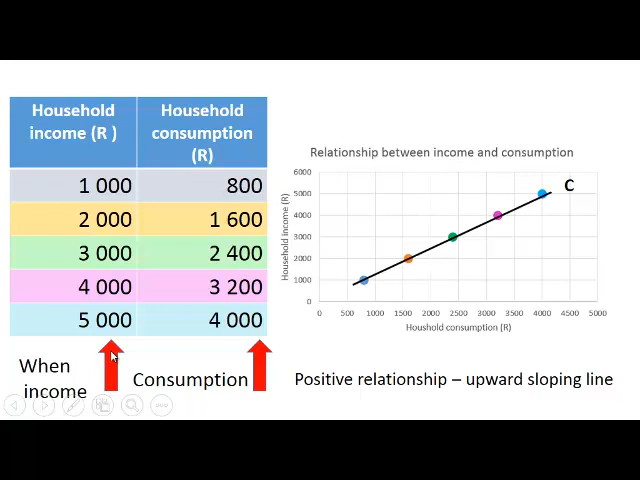 Household
income (R )
Household
consumption
(R)
1 000
800
2 000
1 600
3 000
2 400
4 000
3 200
5 000
4 000
When
income
Consumption
Relationship between income and consumption
Household income (R)
6000
5000
4000
3000
2000
1000
0
C
0 500 1000 1500 2000 2500 3000 3500 4000 4500 5000
Houshold consumption (R)
Positive relationship – upward sloping line